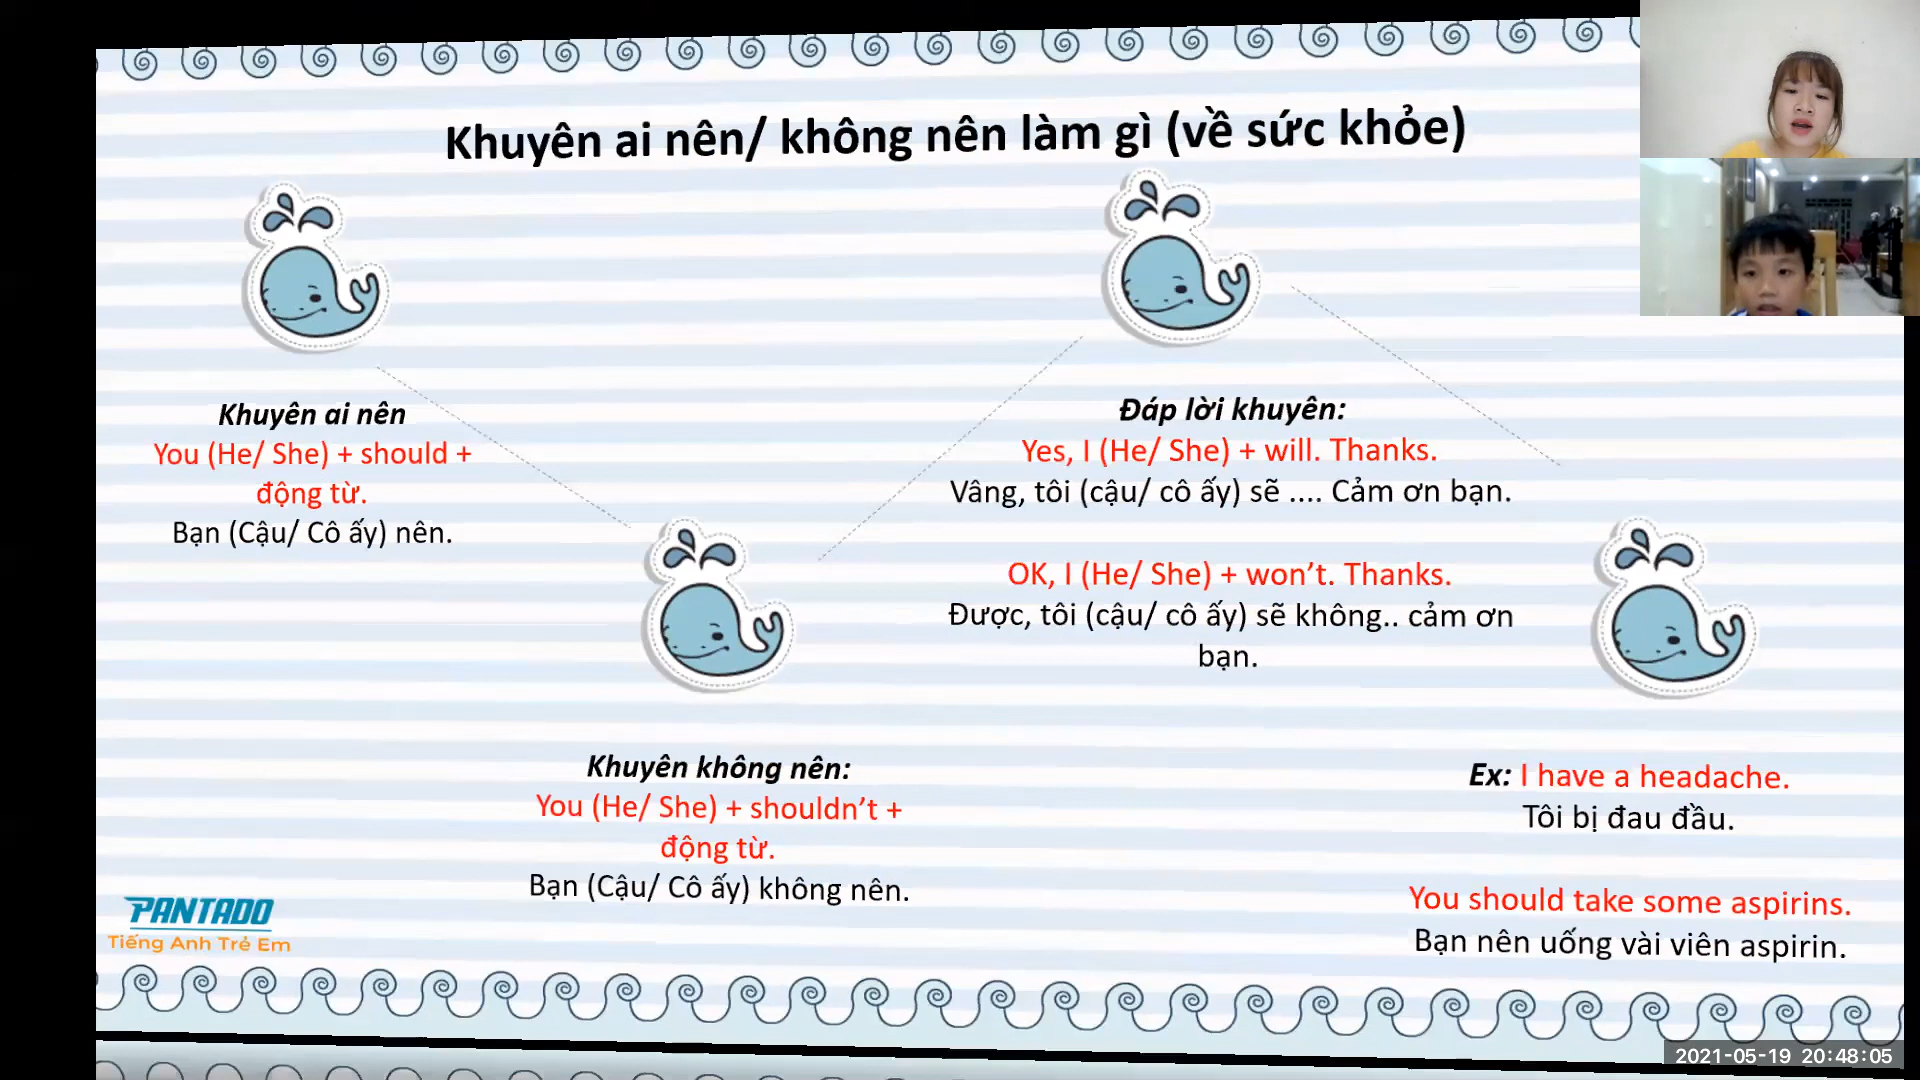 Khuyên ai nên/ không nên làm gì (về sức khỏe)
Khuyên ai nên
You (He/ She) + should +
động từ.
Bạn (Cậu/ Cô ấy) nên.
Khuyên không nên:
You (He/ She) + shouldn’t +
động từ.
Bạn (Cậu/ Cô ấy) không nên.
Đáp lời khuyên:
Yes, I (He/ She) + will. Thanks.
Vâng, tôi (cậu/ cô ấy) sẽ .... Cảm ơn bạn.
OK, I (He/ She) + won’t. Thanks.
Được, tôi (cậu/ cô ấy) sẽ không.. cảm ơn
bạn.
Ex: I have a headache.
Tôi bị đau đầu.
You should take some aspirins.
Bạn nên uống vài viên aspirin.
PANTADO
Tiếng Anh Trẻ Em
2021-05-19 20:48:05